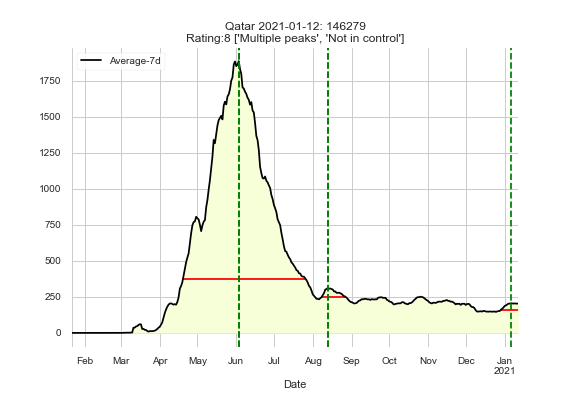 Qatar 2021-01-12: 146279
Rating:8 ['Multiple peaks', 'Not in control']
Average-7d
1750
1500
1250
1000
750
500
250
0
Feb Mar Apr May Jun Jul Aug Sep Oct Nov Dec Jan
2021
Date